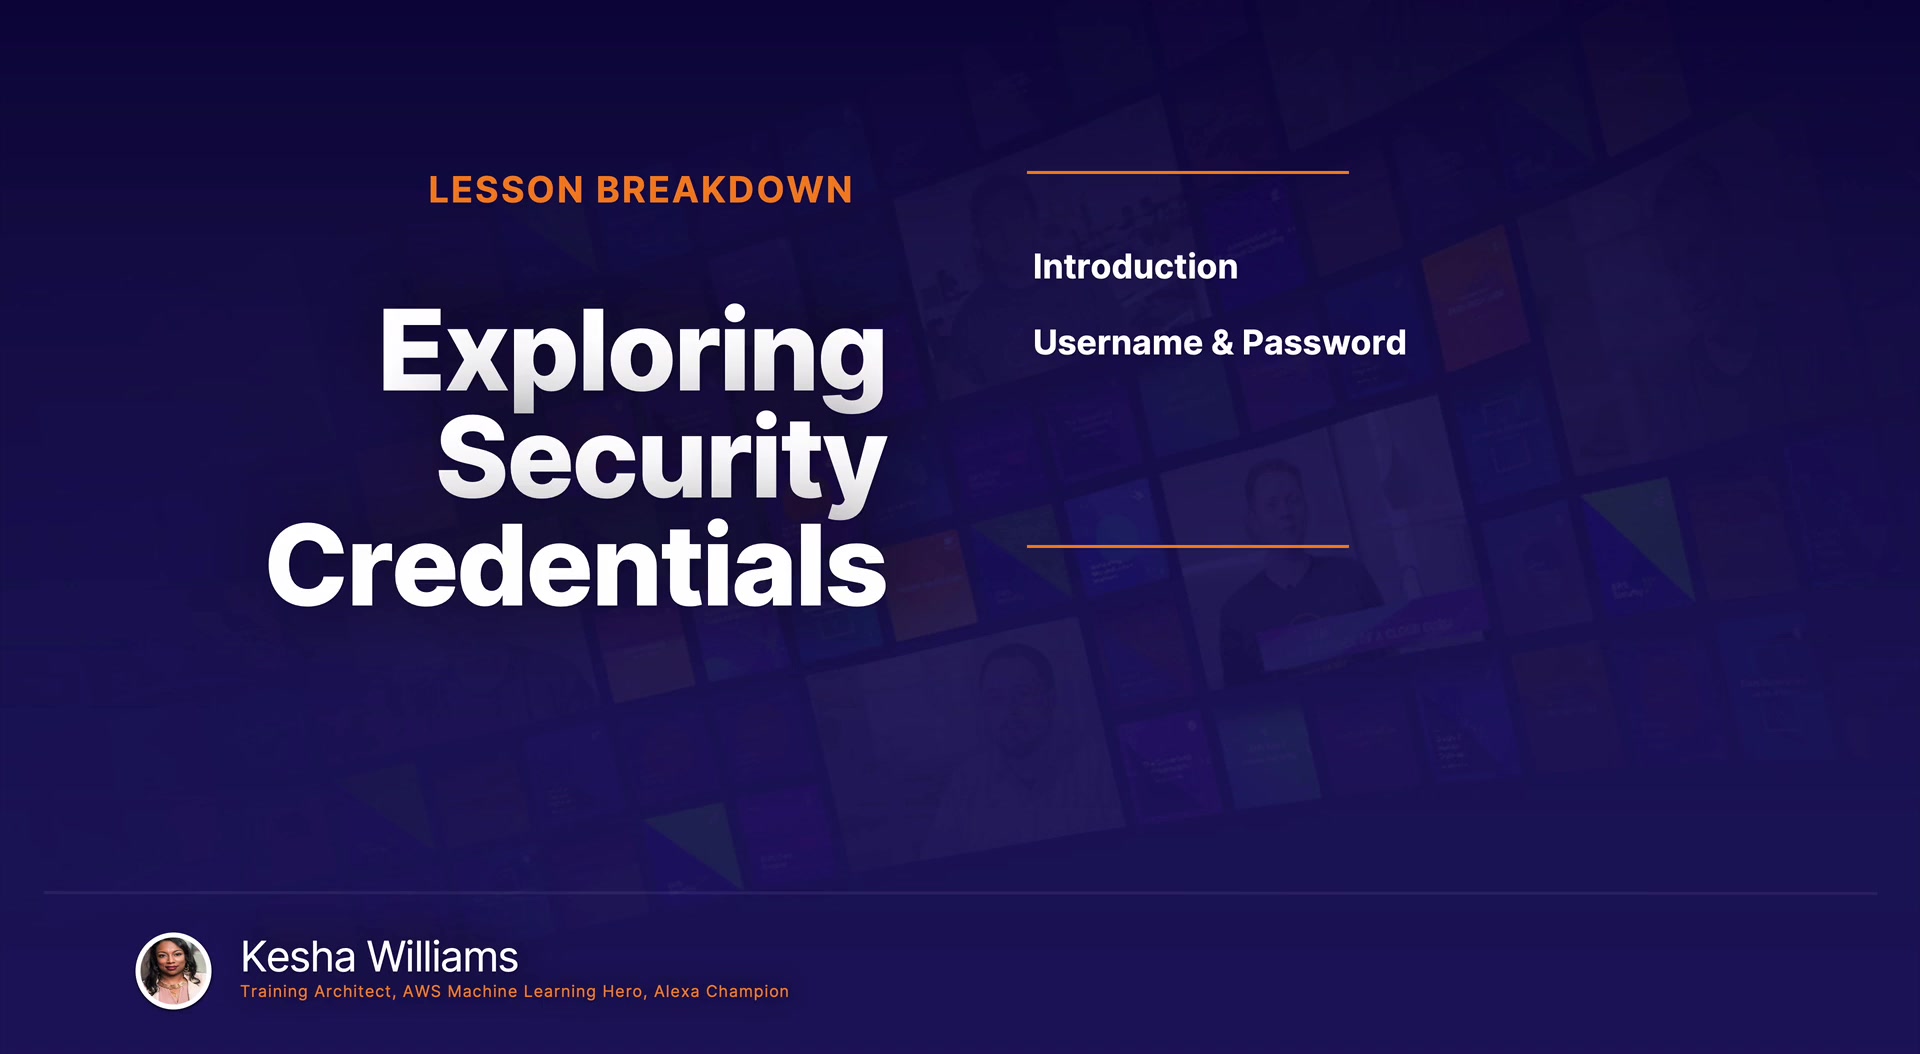 LESSON BREAKDOWN
Exploring
Security
Credentials
Introduction
Username & Password
Kesha Williams
Training Architect, AWS Machine Learning Hero, Alexa Champion